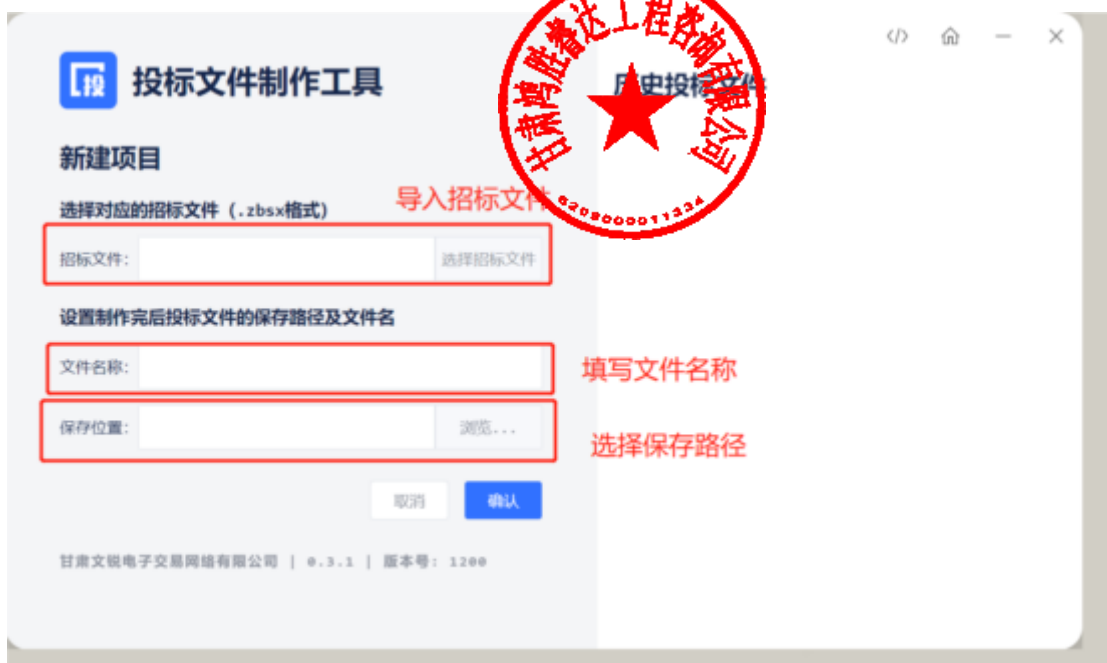 投
投标文件制作工具
历史投标文件
甘肃鸿胜睿达工程咨询有限公司
6209000011334
新建项目
选择对应的招标文件（.zbsx格式）
导入招标文件
招标文件:
选择招标文件
设置制作完后投标文件的保存路径及文件名
文件名称:
填写文件名称
保存位置:
浏览...
选择保存路径
取消
确认
甘肃文锐电子交易网络有限公司 | 0.3.1 | 版本号: 1200